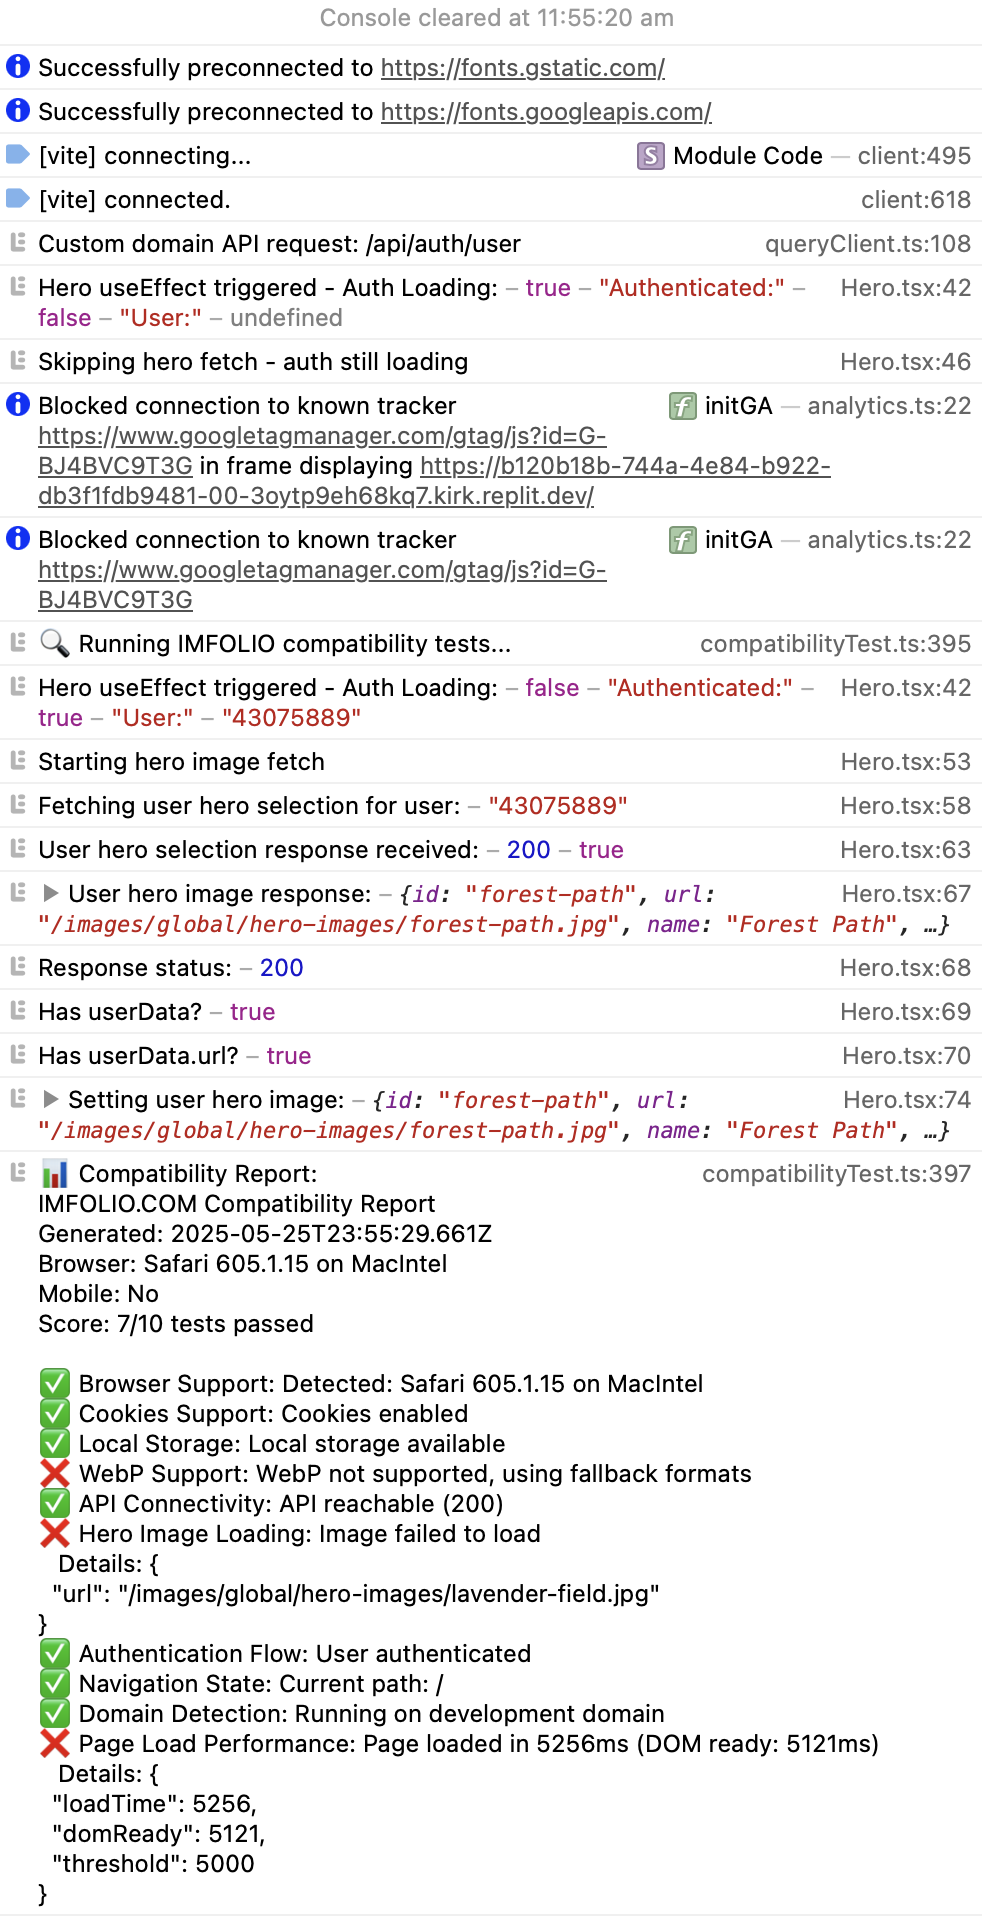 Console cleared at 11:55:20 am
Successfully preconnected to https://fonts.gstatic.com/
Successfully preconnected to https://fonts.googleapis.com/
[vite] connecting... S Module Code — client:495
[vite] connected. client:618
Custom domain API request: /api/auth/user queryClient.ts:108
Hero useEffect triggered - Auth Loading: – true – "Authenticated:" – Hero.tsx:42
false – "User:" – undefined
Skipping hero fetch - auth still loading Hero.tsx:46
Blocked connection to known tracker f initGA — analytics.ts:22
https://www.googletagmanager.com/gtag/js?id=G-
BJ4BVC9T3G in frame displaying https://b120b18b-744a-4e84-b922-
db3f1fdb9481-00-3oytp9eh68kq7.kirk.replit.dev/
Blocked connection to known tracker f initGA — analytics.ts:22
https://www.googletagmanager.com/gtag/js?id=G-
BJ4BVC9T3G
🔍 Running IMFOLIO compatibility tests... compatibilityTest.ts:395
Hero useEffect triggered - Auth Loading: – false – "Authenticated:" – Hero.tsx:42
true – "User:" – "43075889"
Starting hero image fetch Hero.tsx:53
Fetching user hero selection for user: – "43075889" Hero.tsx:58
User hero selection response received: – 200 – true Hero.tsx:63
▶ User hero image response: – {id: "forest-path", url: Hero.tsx:67
"/images/global/hero-images/forest-path.jpg", name: "Forest Path", …}
Response status: – 200 Hero.tsx:68
Has userData? – true Hero.tsx:69
Has userData.url? – true Hero.tsx:70
▶ Setting user hero image: – {id: "forest-path", url: Hero.tsx:74
"/images/global/hero-images/forest-path.jpg", name: "Forest Path", …}
📊 Compatibility Report: compatibilityTest.ts:397
IMFOLIO.COM Compatibility Report
Generated: 2025-05-25T23:55:29.661Z
Browser: Safari 605.1.15 on MacIntel
Mobile: No
Score: 7/10 tests passed
✅ Browser Support: Detected: Safari 605.1.15 on MacIntel
✅ Cookies Support: Cookies enabled
✅ Local Storage: Local storage available
❌ WebP Support: WebP not supported, using fallback formats
✅ API Connectivity: API reachable (200)
❌ Hero Image Loading: Image failed to load
Details: {
"url": "/images/global/hero-images/lavender-field.jpg"
}
✅ Authentication Flow: User authenticated
✅ Navigation State: Current path: /
✅ Domain Detection: Running on development domain
❌ Page Load Performance: Page loaded in 5256ms (DOM ready: 5121ms)
Details: {
"loadTime": 5256,
"domReady": 5121,
"threshold": 5000
}